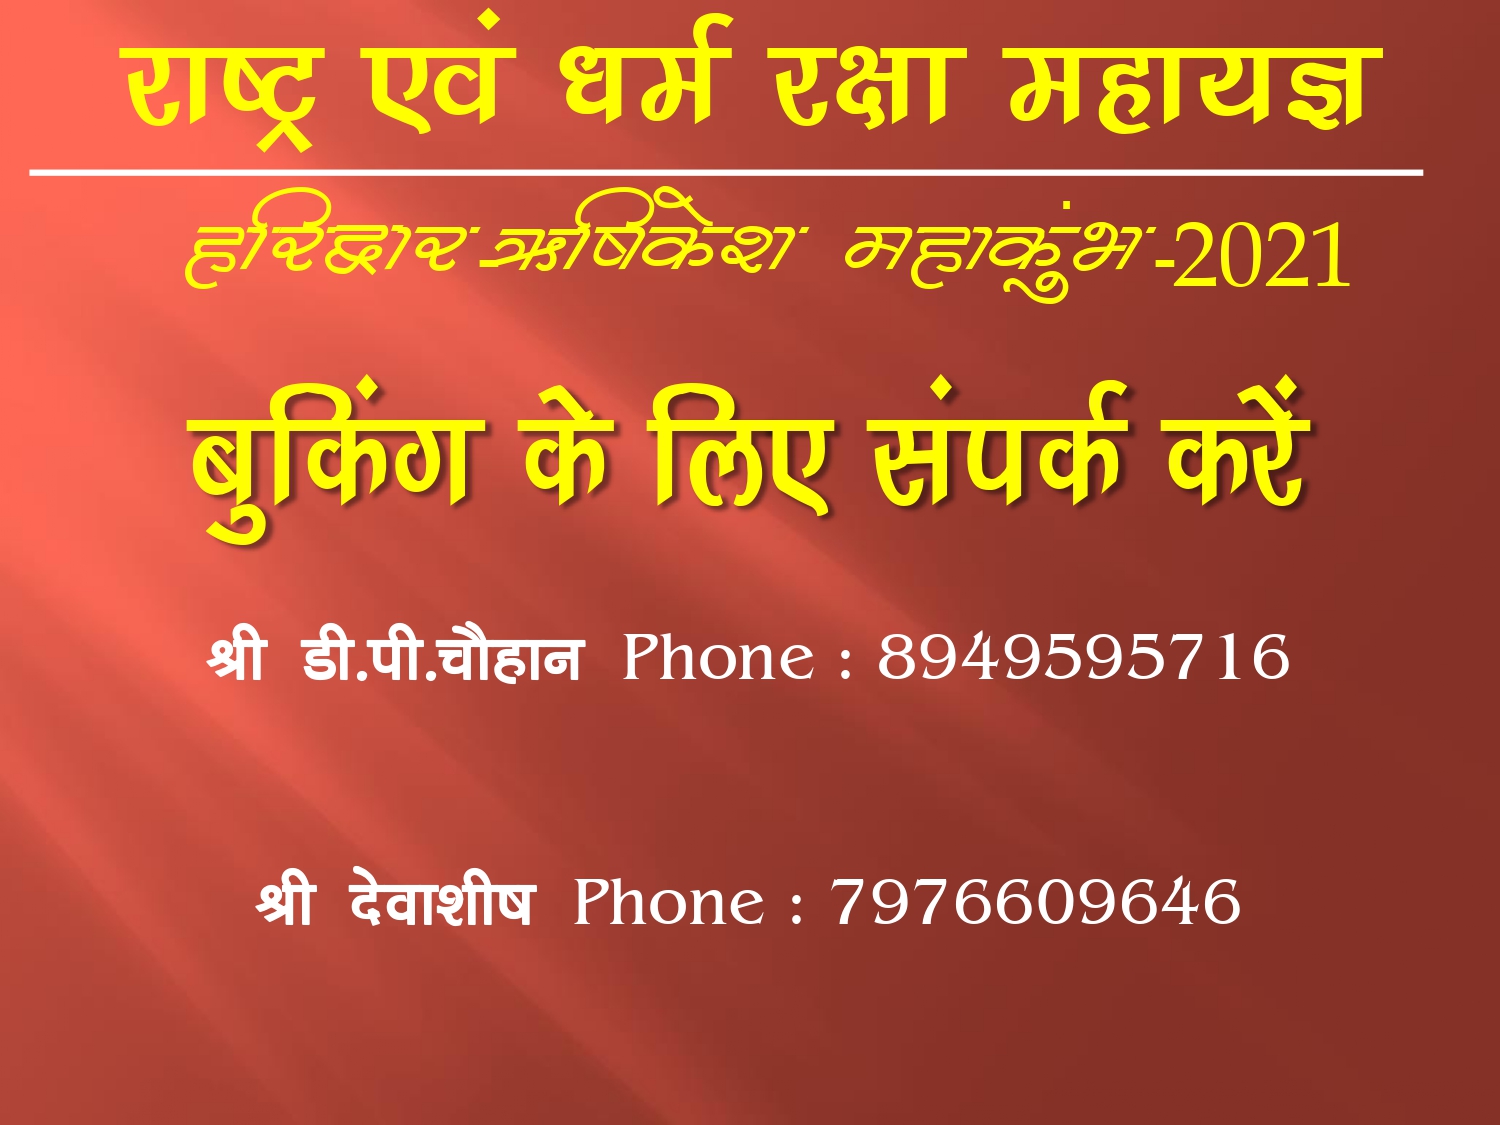 राष्ट्र एवं धर्म रक्षा महायज्ञ
हरिद्वार-ऋषिकेश महाकुंभ-2021
बुकिंग के लिए संपर्क करें
श्री डी.पी.चौहान Phone : 8949595716
श्री देवाशीष Phone : 7976609646